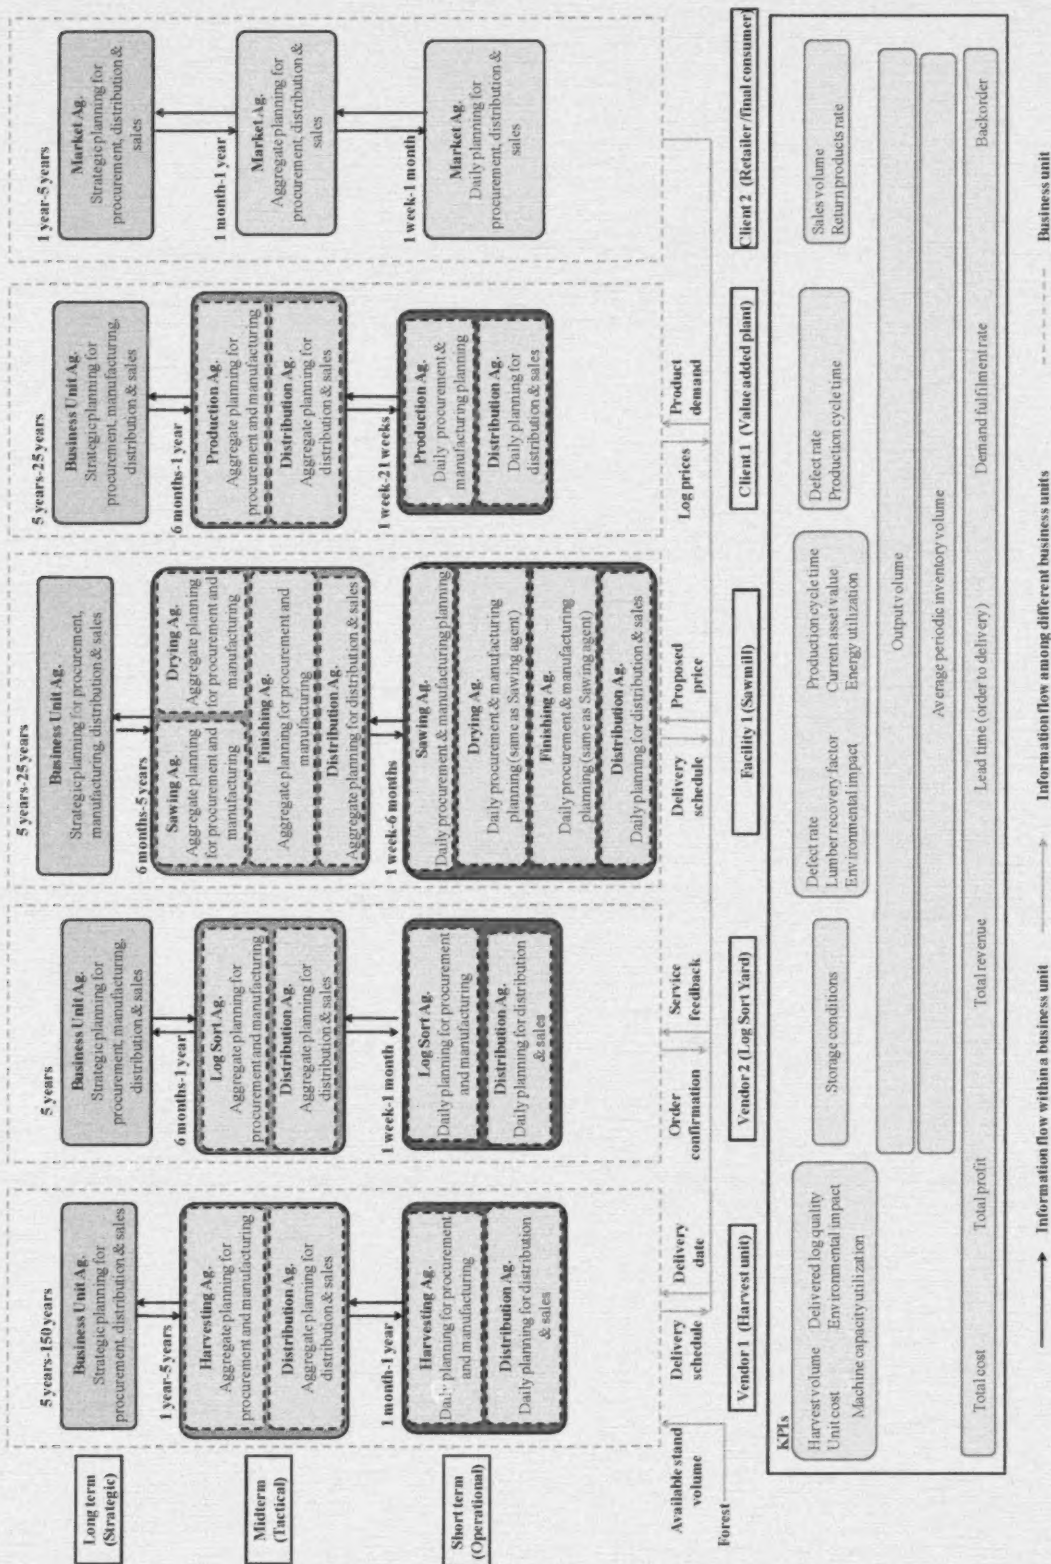 Long term
(Strategic)
Midterm
(Tactical)
Short term
(Operational)
5 years-150 years
Business Unit Ag.
Strategic planning for
procurement, distribution & sales
1 year-5 years
Harvesting Ag.
Aggregate planning for
procurement and manufacturing
Distribution Ag.
Aggregate planning for
distribution & sales
1 month-1 year
Harvesting Ag.
Daily planning for procurement
and manufacturing
Distribution Ag.
Daily planning for distribution
& sales
5 years
Business Unit Ag.
Strategic planning for
procurement, manufacturing,
distribution & sales
6 months-1 year
Log Sort Ag.
Aggregate planning for
procurement and manufacturing
Distribution Ag.
Aggregate planning for
distribution & sales
1 week-1 month
Log Sort Ag.
Daily planning for procurement
and manufacturing
Distribution Ag.
Daily planning for distribution
& sales
5 years-25 years
Business Unit Ag.
Strategic planning for procurement,
manufacturing, distribution & sales
6 months-5 years
Sawing Ag.
Aggregate planning
for procurement and
manufacturing
Drying Ag.
Aggregate planning
for procurement and
manufacturing
Finishing Ag.
Aggregate planning for procurement and
manufacturing
Distribution Ag.
Aggregate planning for distribution & sales
1 week-6 months
Sawing Ag.
Daily procurement & manufacturing planning
Drying Ag.
Daily procurement & manufacturing
planning (same as Sawing agent)
Finishing Ag.
Daily procurement & manufacturing
planning (same as Sawing agent)
Distribution Ag.
Daily planning for distribution & sales
5 years-25 years
Business Unit Ag.
Strategic planning for
procurement, manufacturing,
distribution & sales
6 months-1 year
Production Ag.
Aggregate planning for
procurement and manufacturing
Distribution Ag.
Aggregate planning for
distribution & sales
1 week-21 weeks
Production Ag.
Daily procurement &
manufacturing planning
Distribution Ag.
Daily planning for
distribution & sales
1 year-5 years
Market Ag.
Strategic planning for
procurement, distribution &
sales
1 month-1 year
Market Ag.
Aggregate planning for
procurement, distribution &
sales
1 week-1 month
Market Ag.
Daily planning for
procurement, distribution &
sales
Available stand
volume
Forest
Delivery
schedule
Delivery
date
Order
confirmation
Service
feedback
Delivery
schedule
Proposed
price
Log prices
Product
demand
Vendor 1 (Harvest unit)
Vendor 2 (Log Sort Yard)
Facility 1 (Sawmill)
Client 1 (Value added plant)
Client 2 (Retailer /final consumer)
KPIs
Harvest volume Delivered log quality
Unit cost Environmental impact
Machine capacity utilization
Storage conditions
Defect rate Production cycle time
Lumber recovery factor Current asset value
Environmental impact Energy utilization
Defect rate
Production cycle time
Sales volume
Return products rate
Output volume
Average periodic inventory volume
Total cost Total profit Total revenue Lead time (order to delivery) Demand fulfilment rate Backorder
Information flow within a business unit
Information flow among different business units
Business unit